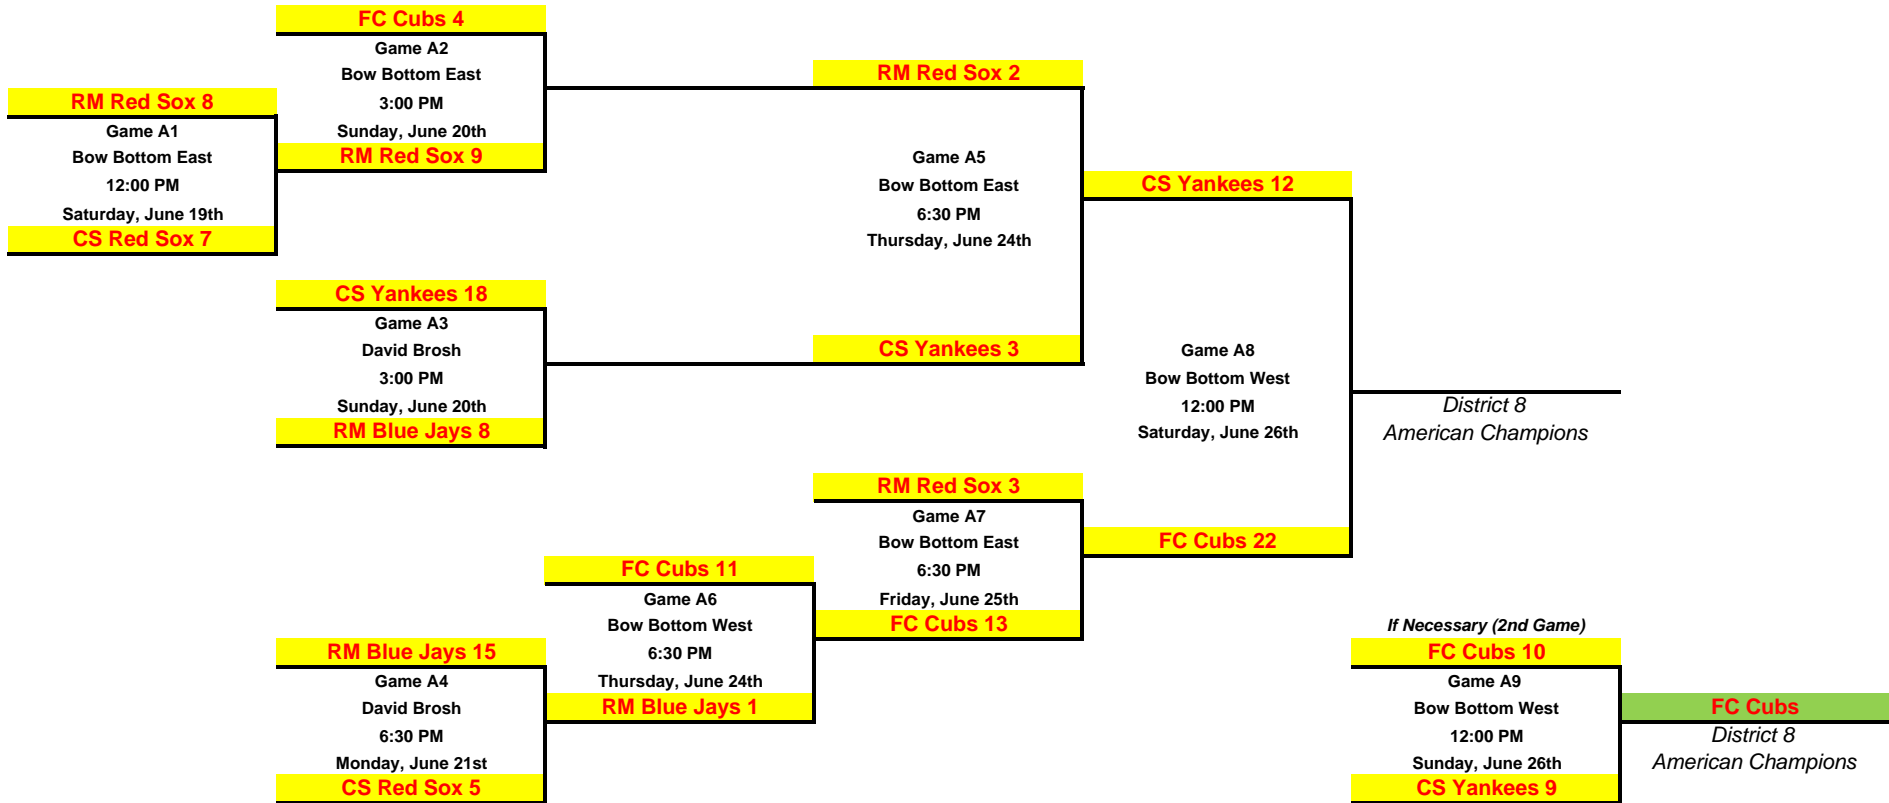 FC Cubs 4
Game A2
Bow Bottom East
3:00 PM
Sunday, June 20th
RM Red Sox 9
RM Red Sox 8
Game A1
Bow Bottom East
12:00 PM
Saturday, June 19th
CS Red Sox 7
RM Red Sox 2
Game A5
Bow Bottom East
6:30 PM
Thursday, June 24th
CS Yankees 3
CS Yankees 18
Game A3
David Brosh
3:00 PM
Sunday, June 20th
RM Blue Jays 8
CS Yankees 12
Game A8
Bow Bottom West
12:00 PM
Saturday, June 26th
FC Cubs 22
District 8
American Champions
RM Red Sox 3
Game A7
Bow Bottom East
6:30 PM
Friday, June 25th
FC Cubs 13
FC Cubs 11
Game A6
Bow Bottom West
6:30 PM
Thursday, June 24th
RM Blue Jays 1
RM Blue Jays 15
Game A4
David Brosh
6:30 PM
Monday, June 21st
CS Red Sox 5
If Necessary (2nd Game)
FC Cubs 10
Game A9
Bow Bottom West
12:00 PM
Sunday, June 26th
CS Yankees 9
FC Cubs
District 8
American Champions